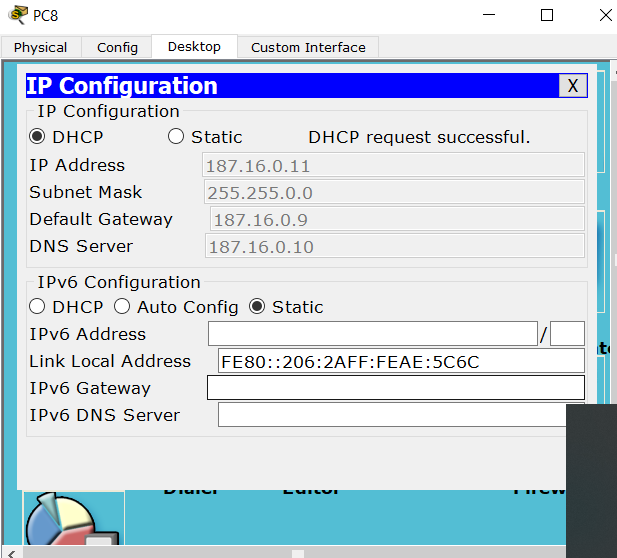 PC8
Physical Config Desktop Custom Interface
IP Configuration X
IP Configuration
DHCP Static DHCP request successful.
IP Address 187.16.0.11
Subnet Mask 255.255.0.0
Default Gateway 187.16.0.9
DNS Server 187.16.0.10
IPv6 Configuration
DHCP Auto Config Static
IPv6 Address /
Link Local Address FE80::206:2AFF:FEAE:5C6C
IPv6 Gateway
IPv6 DNS Server
Dialer Editor